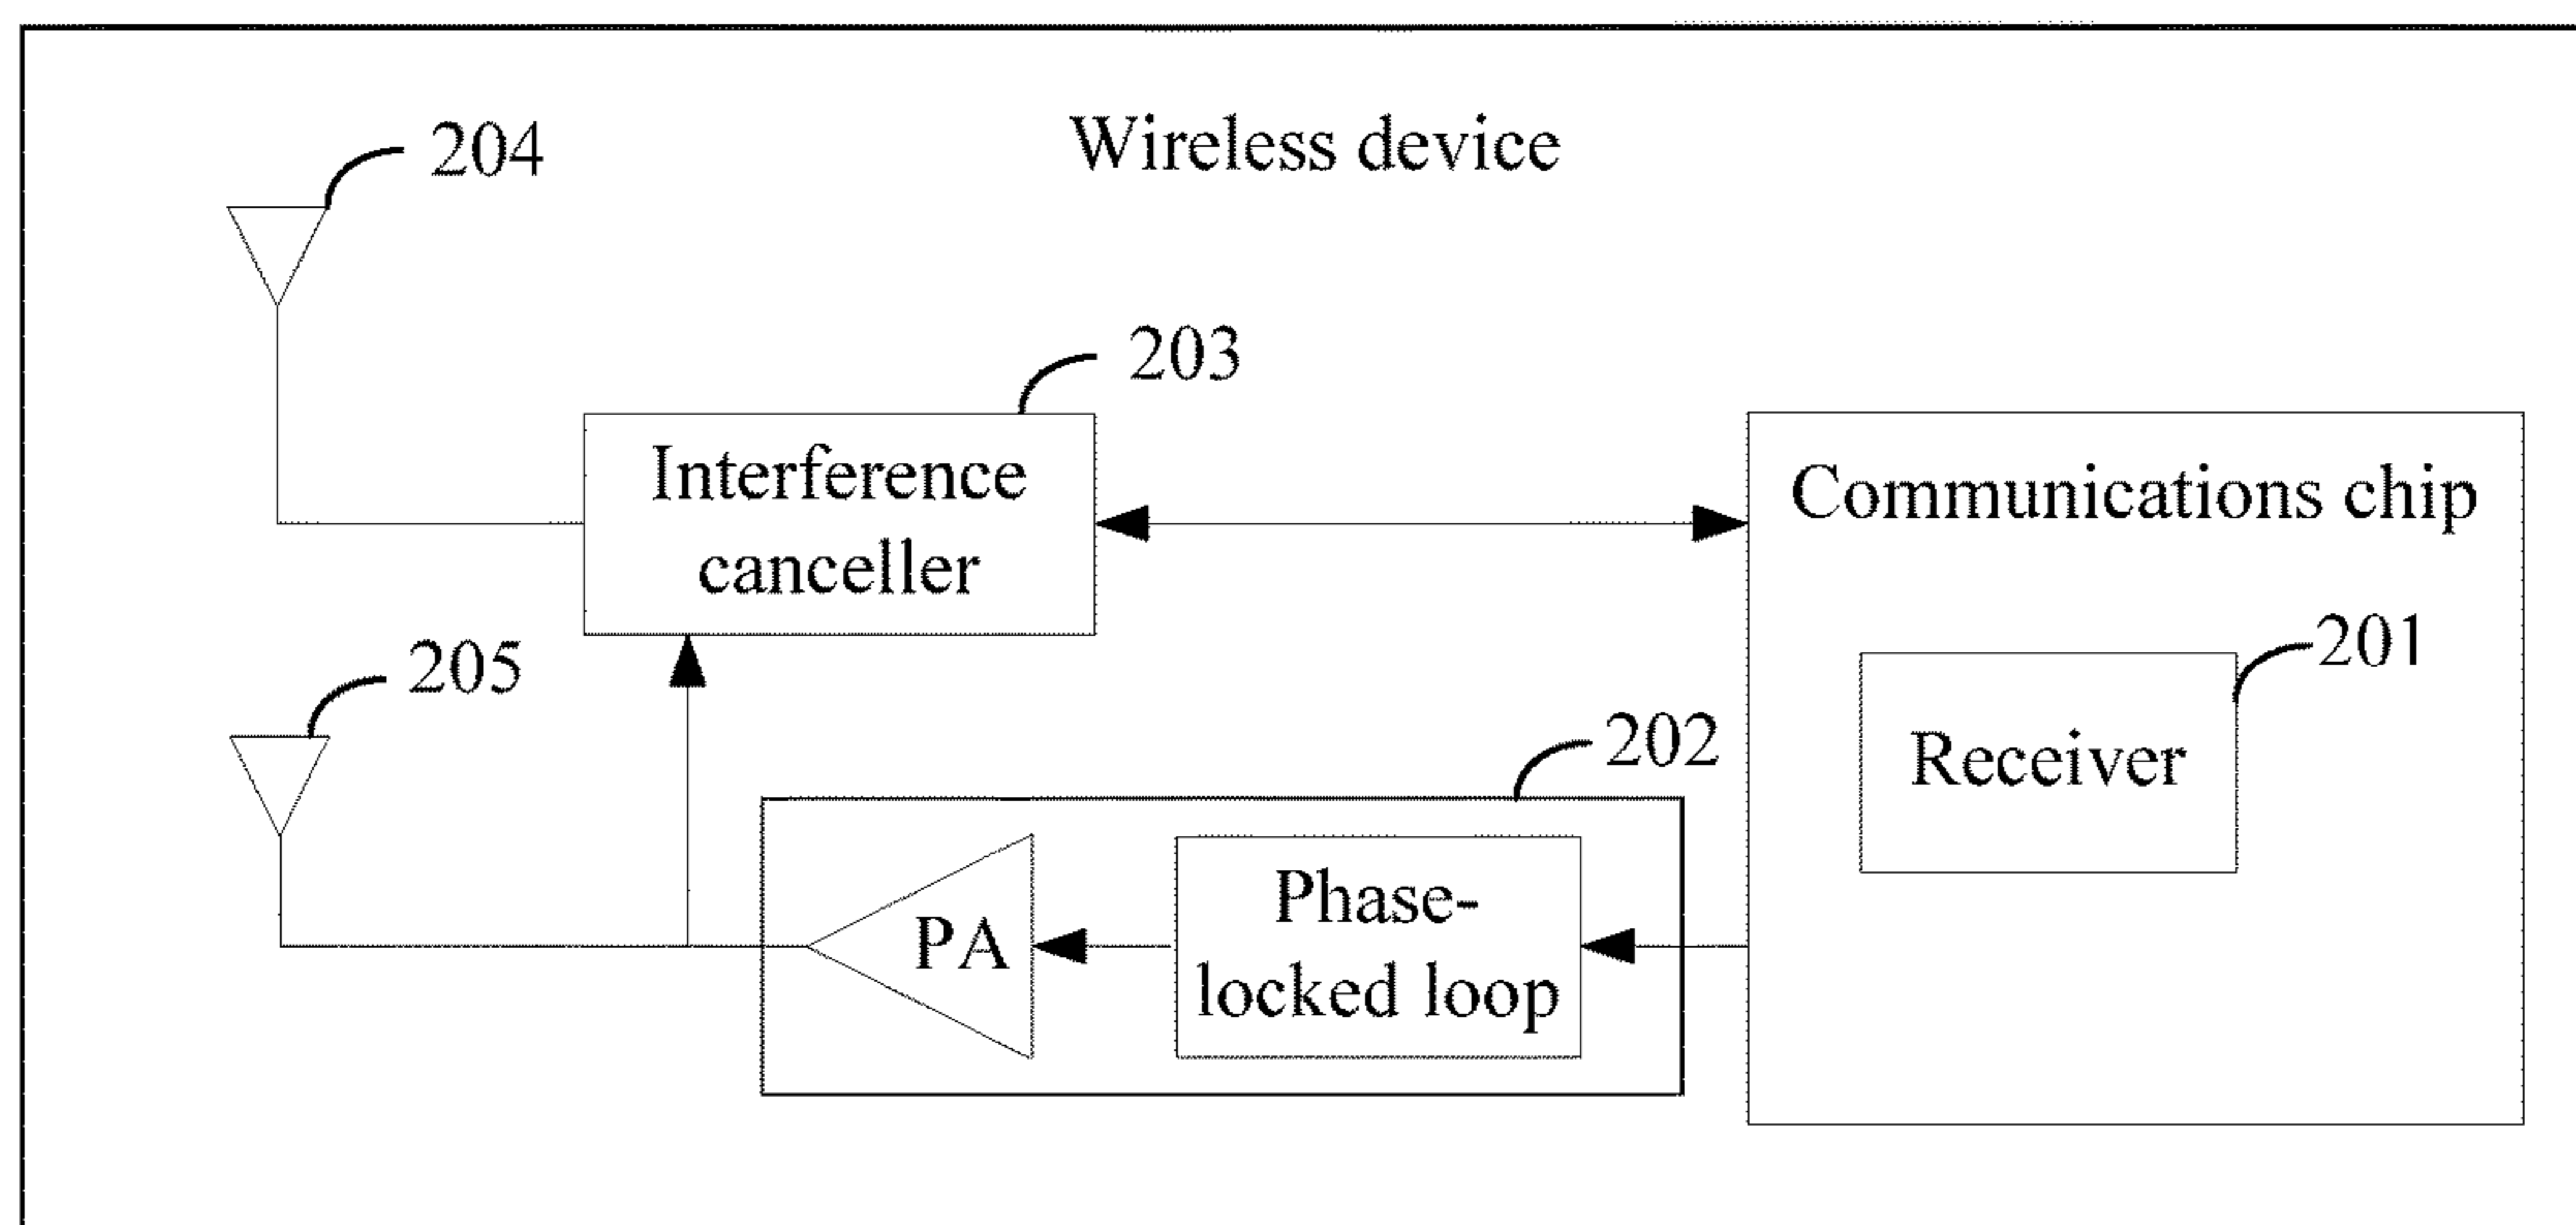 Wireless device
204
203
Interference
canceller
Communications chip
205
201
Receiver
202
PA
Phase-
locked loop